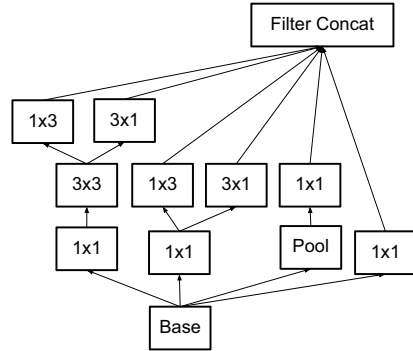 Filter Concat
1x3 3x1
3x3 1x3 3x1 1x1
1x1 1x1 Pool 1x1
Base